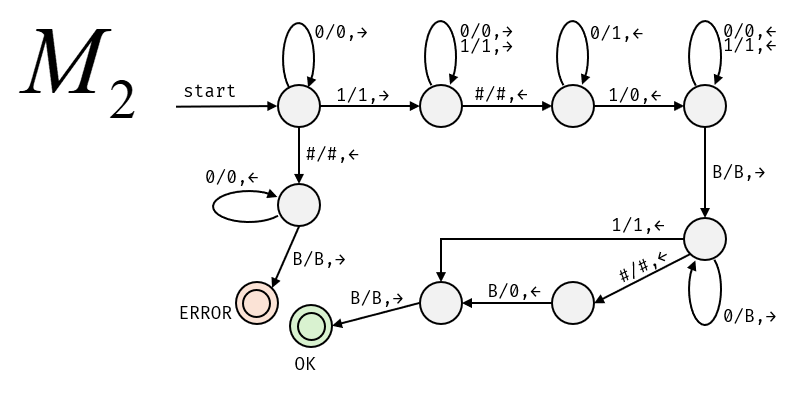 M2
0/0,→
0/0,→
1/1,→
0/1,←
0/0,←
1/1,←
start
1/1,→
#/#,←
1/0,←
#/#,←
B/B,→
0/0,←
1/1,←
B/B,→
#/#,←
B/B,→
B/0,←
ERROR
0/B,→
OK